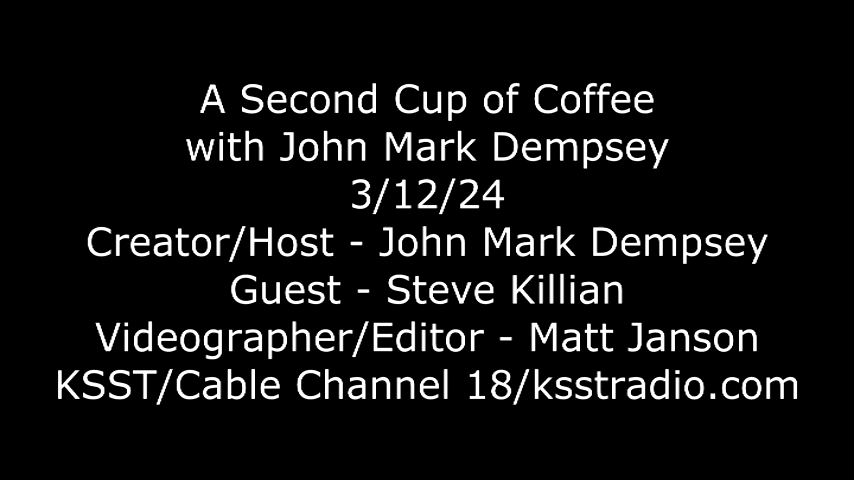 A Second Cup of Coffee
with John Mark Dempsey
3/12/24
Creator/Host - John Mark Dempsey
Guest - Steve Killian
Videographer/Editor - Matt Janson
KSST/Cable Channel 18/ksstradio.com